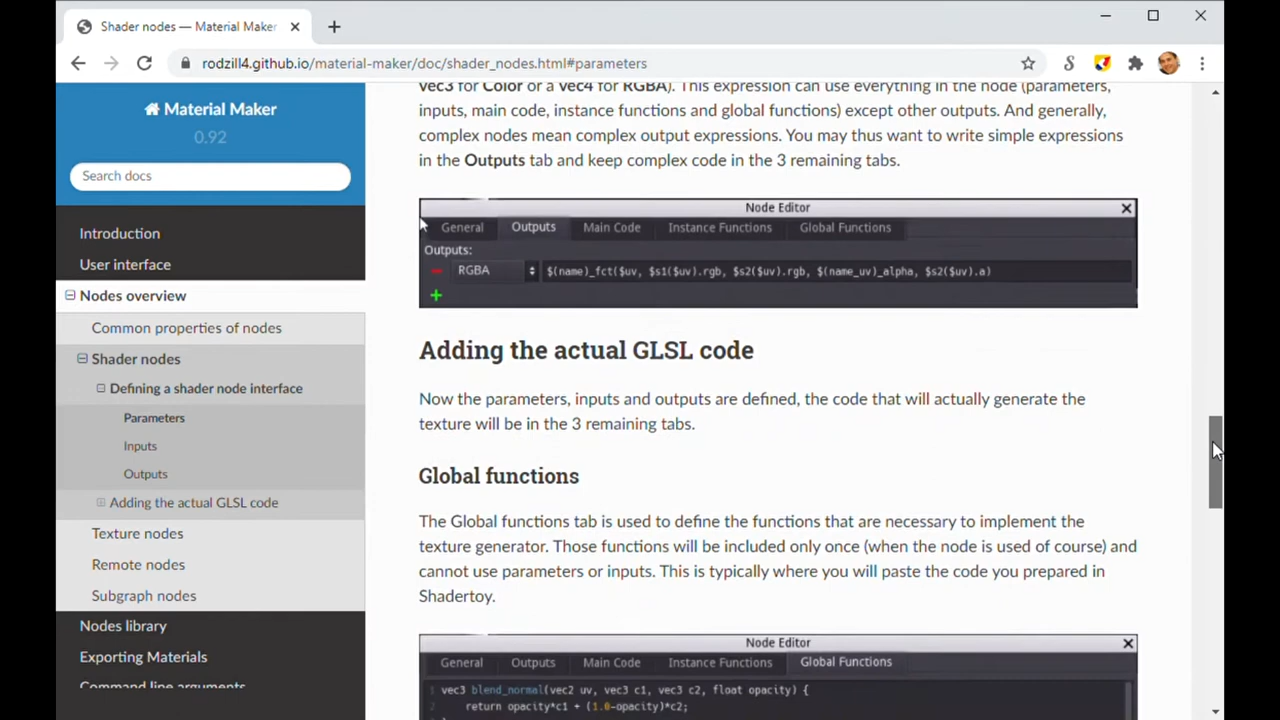 Shader nodes — Material Maker
rodzill4.github.io/material-maker/doc/shader_nodes.html#parameters
Material Maker
0.92
Search docs
Introduction
User interface
Nodes overview
Common properties of nodes
Shader nodes
Defining a shader node interface
Parameters
Inputs
Outputs
Adding the actual GLSL code
Texture nodes
Remote nodes
Subgraph nodes
Nodes library
Exporting Materials
Command line arguments
vec3 for Color or a vec4 for RGBA). This expression can use everything in the node (parameters,
inputs, main code, instance functions and global functions) except other outputs. And generally,
complex nodes mean complex output expressions. You may thus want to write simple expressions
in the Outputs tab and keep complex code in the 3 remaining tabs.
Node Editor
General Outputs Main Code Instance Functions Global Functions
Outputs:
RGBA $(name)_fct($uv, $s1($uv).rgb, $s2($uv).rgb, $(name_uv)_alpha, $s2($uv).a)
Adding the actual GLSL code
Now the parameters, inputs and outputs are defined, the code that will actually generate the
texture will be in the 3 remaining tabs.
Global functions
The Global functions tab is used to define the functions that are necessary to implement the
texture generator. Those functions will be included only once (when the node is used of course) and
cannot use parameters or inputs. This is typically where you will paste the code you prepared in
Shadertoy.
Node Editor
General Outputs Main Code Instance Functions Global Functions
1 vec3 blend_normal(vec2 uv, vec3 c1, vec3 c2, float opacity) {
2 return opacity*c1 + (1.0-opacity)*c2;